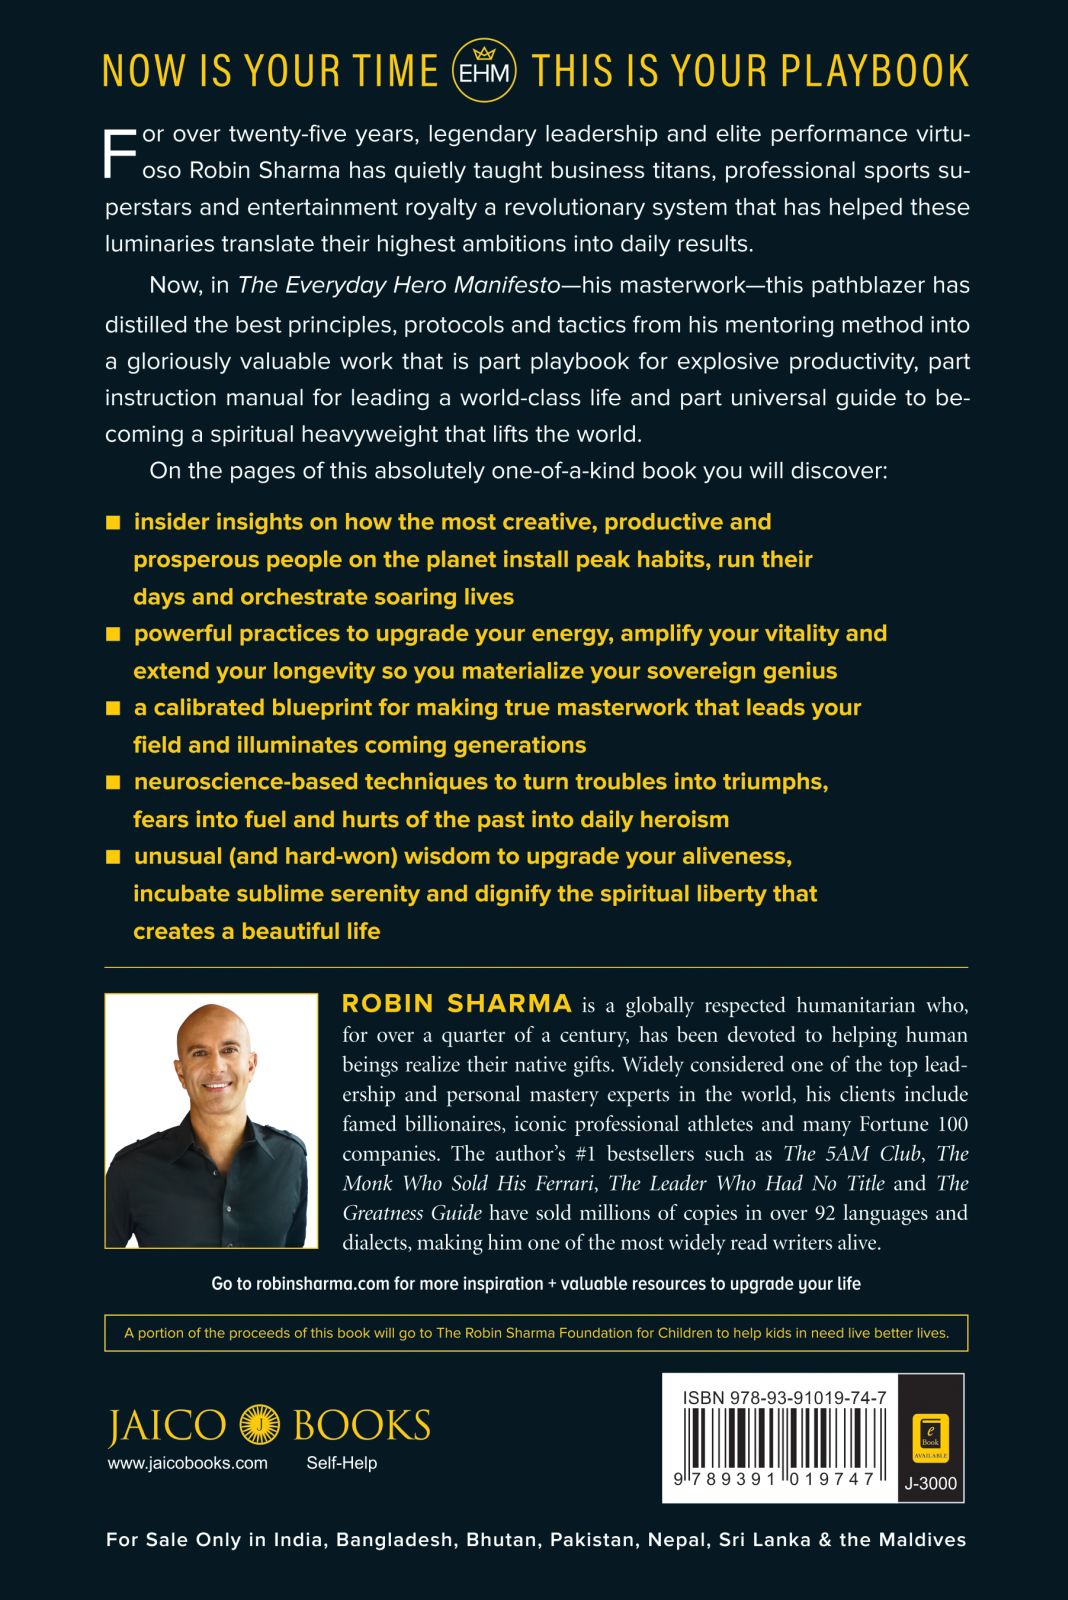 NOW IS YOUR TIME EHM THIS IS YOUR PLAYBOOK
For over twenty-five years, legendary leadership and elite performance virtu-
oso Robin Sharma has quietly taught business titans, professional sports su-
perstars and entertainment royalty a revolutionary system that has helped these
luminaries translate their highest ambitions into daily results.
Now, in The Everyday Hero Manifesto—his masterwork—this pathblazer has
distilled the best principles, protocols and tactics from his mentoring method into
a gloriously valuable work that is part playbook for explosive productivity, part
instruction manual for leading a world-class life and part universal guide to be-
coming a spiritual heavyweight that lifts the world.
On the pages of this absolutely one-of-a-kind book you will discover:
■ insider insights on how the most creative, productive and
prosperous people on the planet install peak habits, run their
days and orchestrate soaring lives
■ powerful practices to upgrade your energy, amplify your vitality and
extend your longevity so you materialize your sovereign genius
■ a calibrated blueprint for making true masterwork that leads your
field and illuminates coming generations
■ neuroscience-based techniques to turn troubles into triumphs,
fears into fuel and hurts of the past into daily heroism
■ unusual (and hard-won) wisdom to upgrade your aliveness,
incubate sublime serenity and dignify the spiritual liberty that
creates a beautiful life
ROBIN SHARMA is a globally respected humanitarian who,
for over a quarter of a century, has been devoted to helping human
beings realize their native gifts. Widely considered one of the top lead-
ership and personal mastery experts in the world, his clients include
famed billionaires, iconic professional athletes and many Fortune 100
companies. The author's #1 bestsellers such as The 5AM Club, The
Monk Who Sold His Ferrari, The Leader Who Had No Title and The
Greatness Guide have sold millions of copies in over 92 languages and
dialects, making him one of the most widely read writers alive.
Go to robinsharma.com for more inspiration + valuable resources to upgrade your life
A portion of the proceeds of this book will go to The Robin Sharma Foundation for Children to help kids in need live better lives.
JAICO J BOOKS
www.jaicobooks.com Self-Help
ISBN 978-93-91019-74-7
9 789391 019747
e
Book
AVAILABLE
J-3000
For Sale Only in India, Bangladesh, Bhutan, Pakistan, Nepal, Sri Lanka & the Maldives